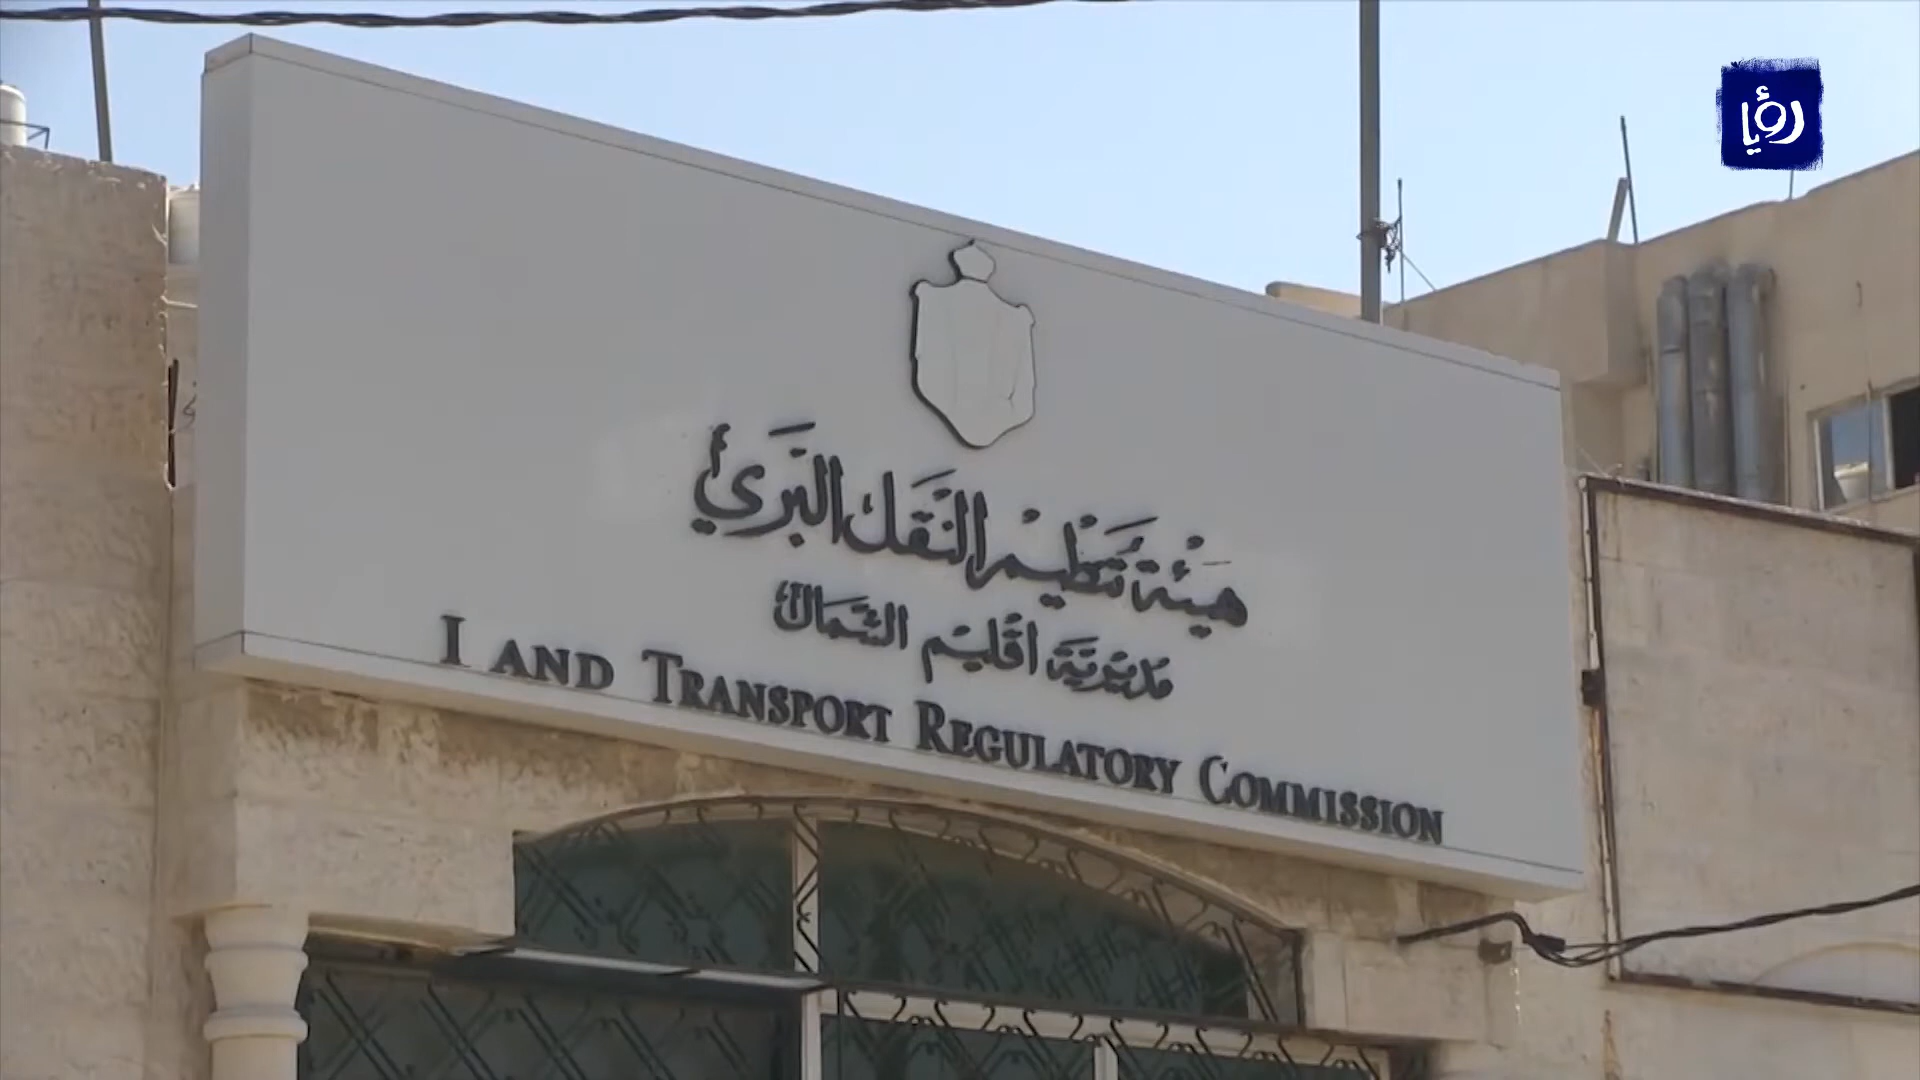 رؤيا
هيئة تنظيم النقل البري
مديرية اقليم الشمال
I AND TRANSPORT REGULATORY COMMISSION